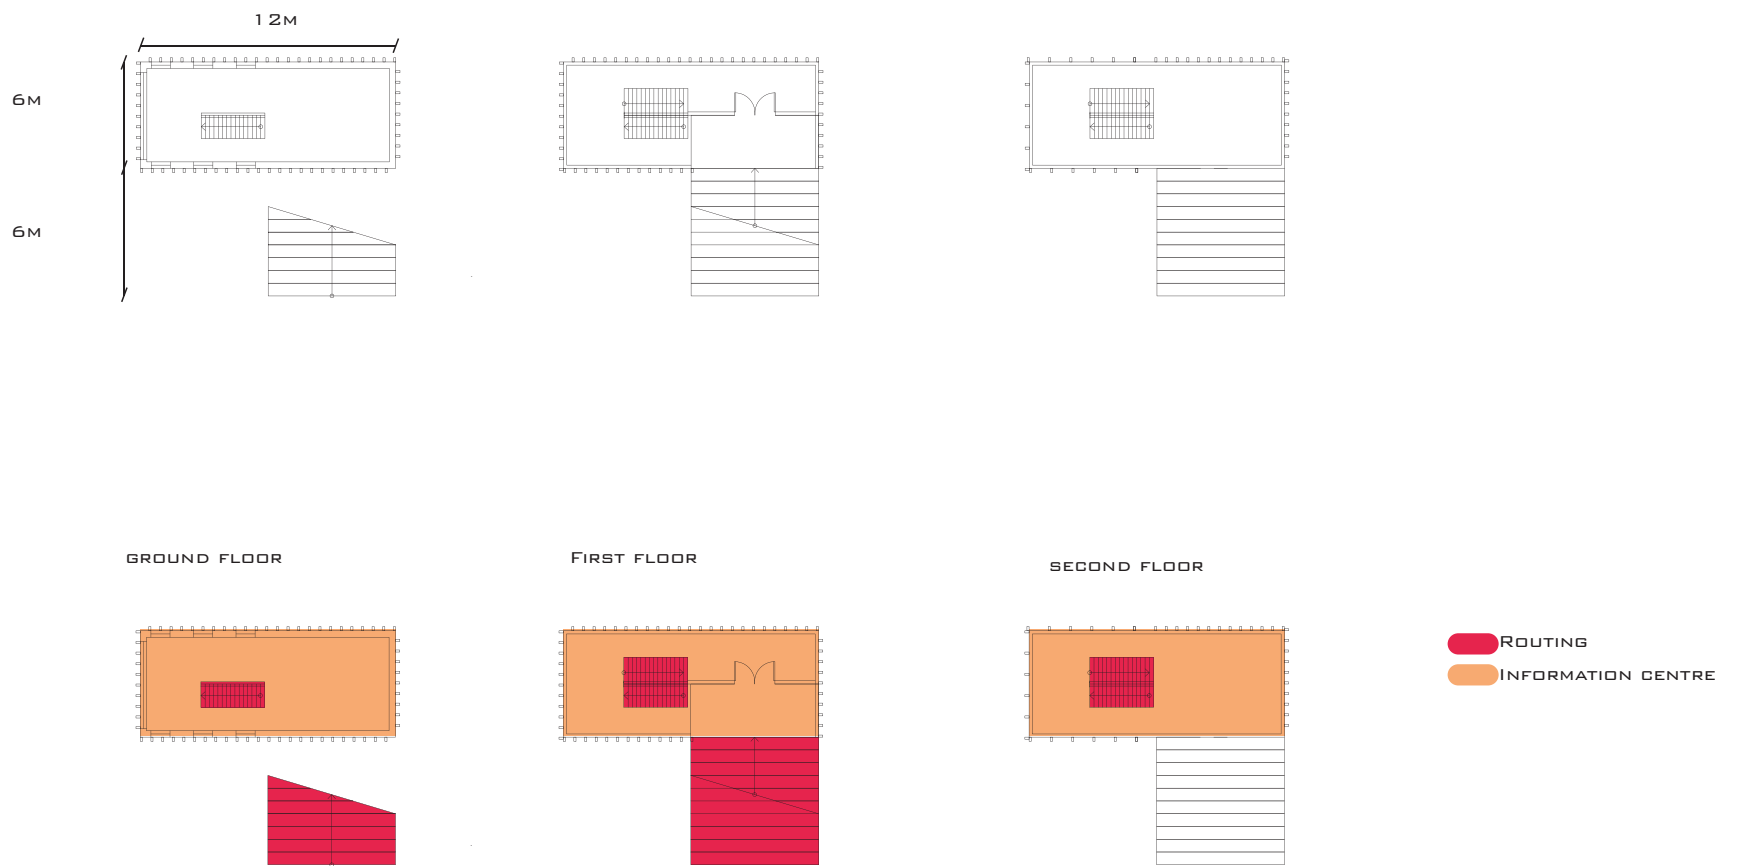 12m
6m
6m
ground floor
First floor
second floor
Routing
Information centre